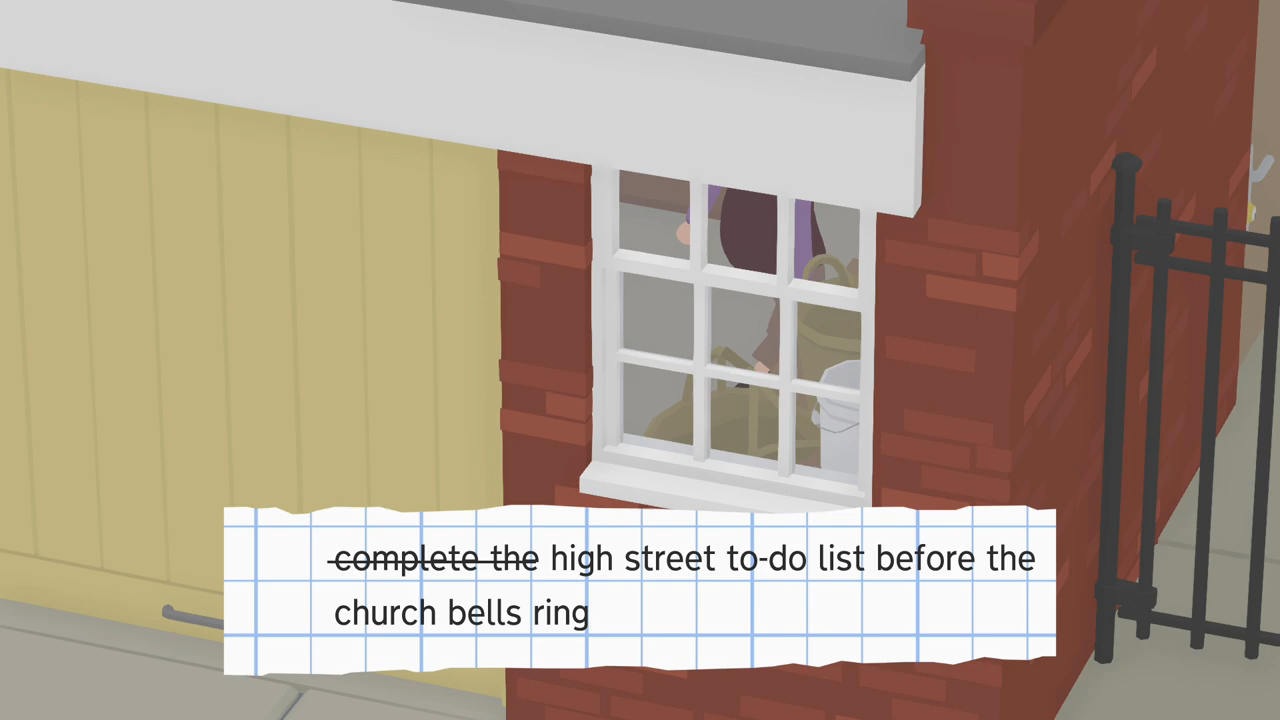 complete the high street to-do list before the
church bells ring